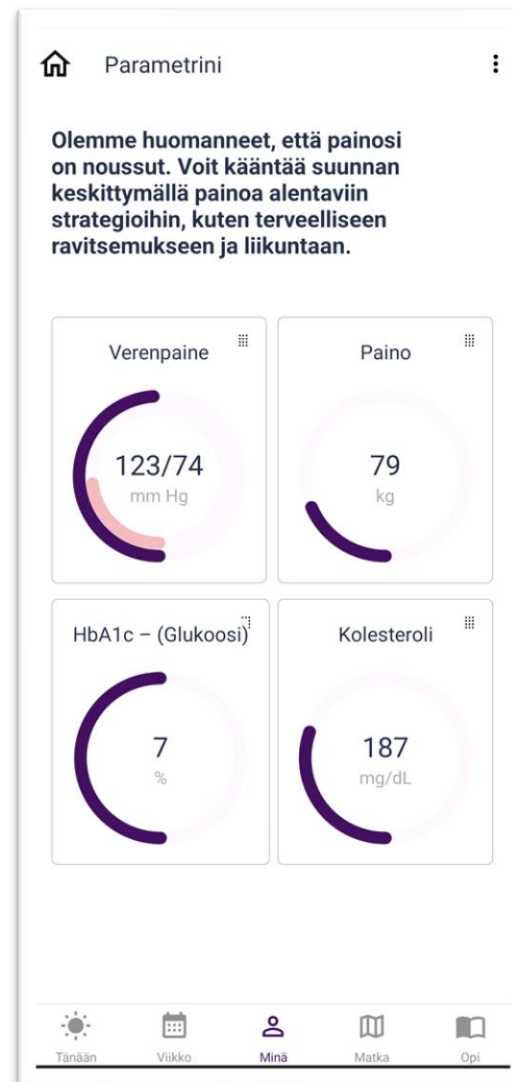 Parametrini
Olemme huomanneet, että painosi
on noussut. Voit kääntää suunnan
keskittymällä painoa alentaviin
strategioihin, kuten terveelliseen
ravitsemukseen ja liikuntaan.
Verenpaine
123/74
mm Hg
Paino
79
kg
HbA1c – (Glukoosi)
7
%
Kolesteroli
187
mg/dL
Tänään
Viikko
Minä
Matka
Opi